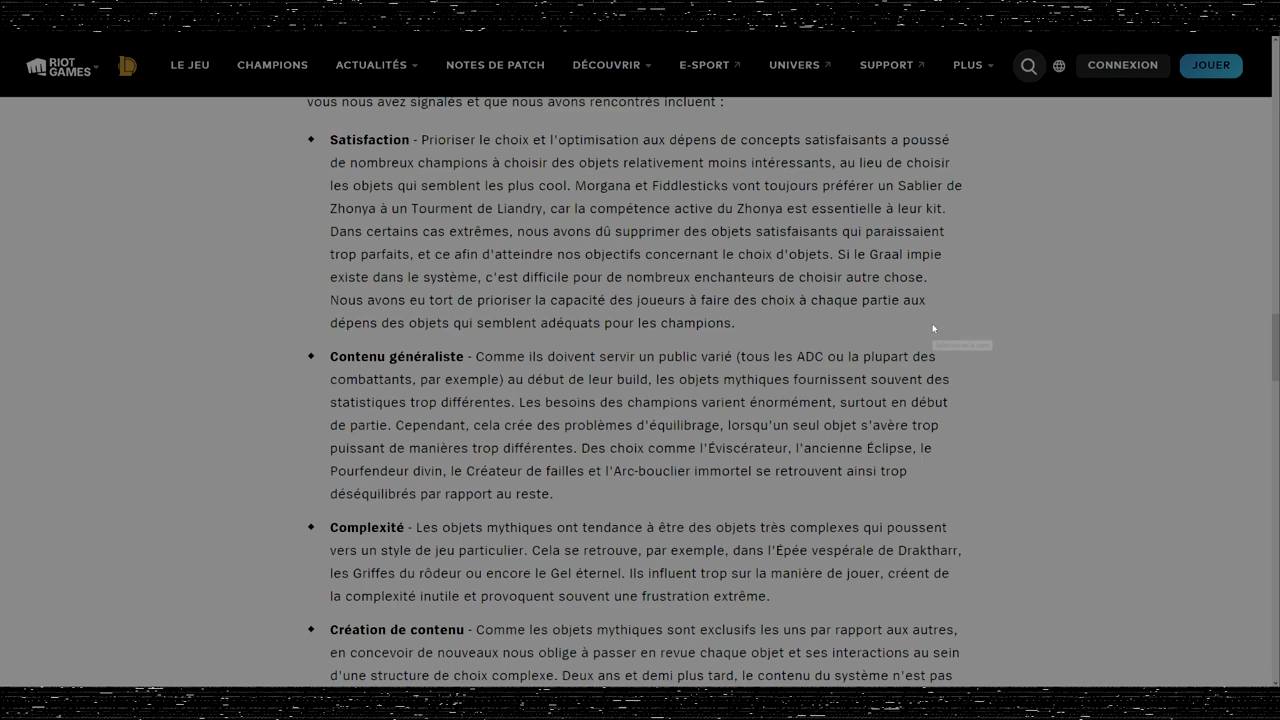 RIOT GAMES
LE JEU CHAMPIONS ACTUALITÉS NOTES DE PATCH DÉCOUVRIR E-SPORT UNIVERS SUPPORT PLUS CONNEXION JOUER
vous nous avez signalés et que nous avons rencontrés incluent :
Satisfaction - Prioriser le choix et l'optimisation aux dépens de concepts satisfaisants a poussé
de nombreux champions à choisir des objets relativement moins intéressants, au lieu de choisir
les objets qui semblent les plus cool. Morgana et Fiddlesticks vont toujours préférer un Sablier de
Zhonya à un Tourment de Liandry, car la compétence active du Zhonya est essentielle à leur kit.
Dans certains cas extrêmes, nous avons dû supprimer des objets satisfaisants qui paraissaient
trop parfaits, et ce afin d'atteindre nos objectifs concernant le choix d'objets. Si le Graal impie
existe dans le système, c'est difficile pour de nombreux enchanteurs de choisir autre chose.
Nous avons eu tort de prioriser la capacité des joueurs à faire des choix à chaque partie aux
dépens des objets qui semblent adéquats pour les champions.
Contenu généraliste - Comme ils doivent servir un public varié (tous les ADC ou la plupart des
combattants, par exemple) au début de leur build, les objets mythiques fournissent souvent des
statistiques trop différentes. Les besoins des champions varient énormément, surtout en début
de partie. Cependant, cela crée des problèmes d'équilibrage, lorsqu'un seul objet s'avère trop
puissant de manières trop différentes. Des choix comme l'Éviscérateur, l'ancienne Éclipse, le
Pourfendeur divin, le Créateur de failles et l'Arc-bouclier immortel se retrouvent ainsi trop
déséquilibrés par rapport au reste.
Complexité - Les objets mythiques ont tendance à être des objets très complexes qui poussent
vers un style de jeu particulier. Cela se retrouve, par exemple, dans l'Épée vespérale de Draktharr,
les Griffes du rôdeur ou encore le Gel éternel. Ils influent trop sur la manière de jouer, créent de
la complexité inutile et provoquent souvent une frustration extrême.
Création de contenu - Comme les objets mythiques sont exclusifs les uns par rapport aux autres,
en concevoir de nouveaux nous oblige à passer en revue chaque objet et ses interactions au sein
d'une structure de choix complexe. Deux ans et demi plus tard, le contenu du système n'est pas